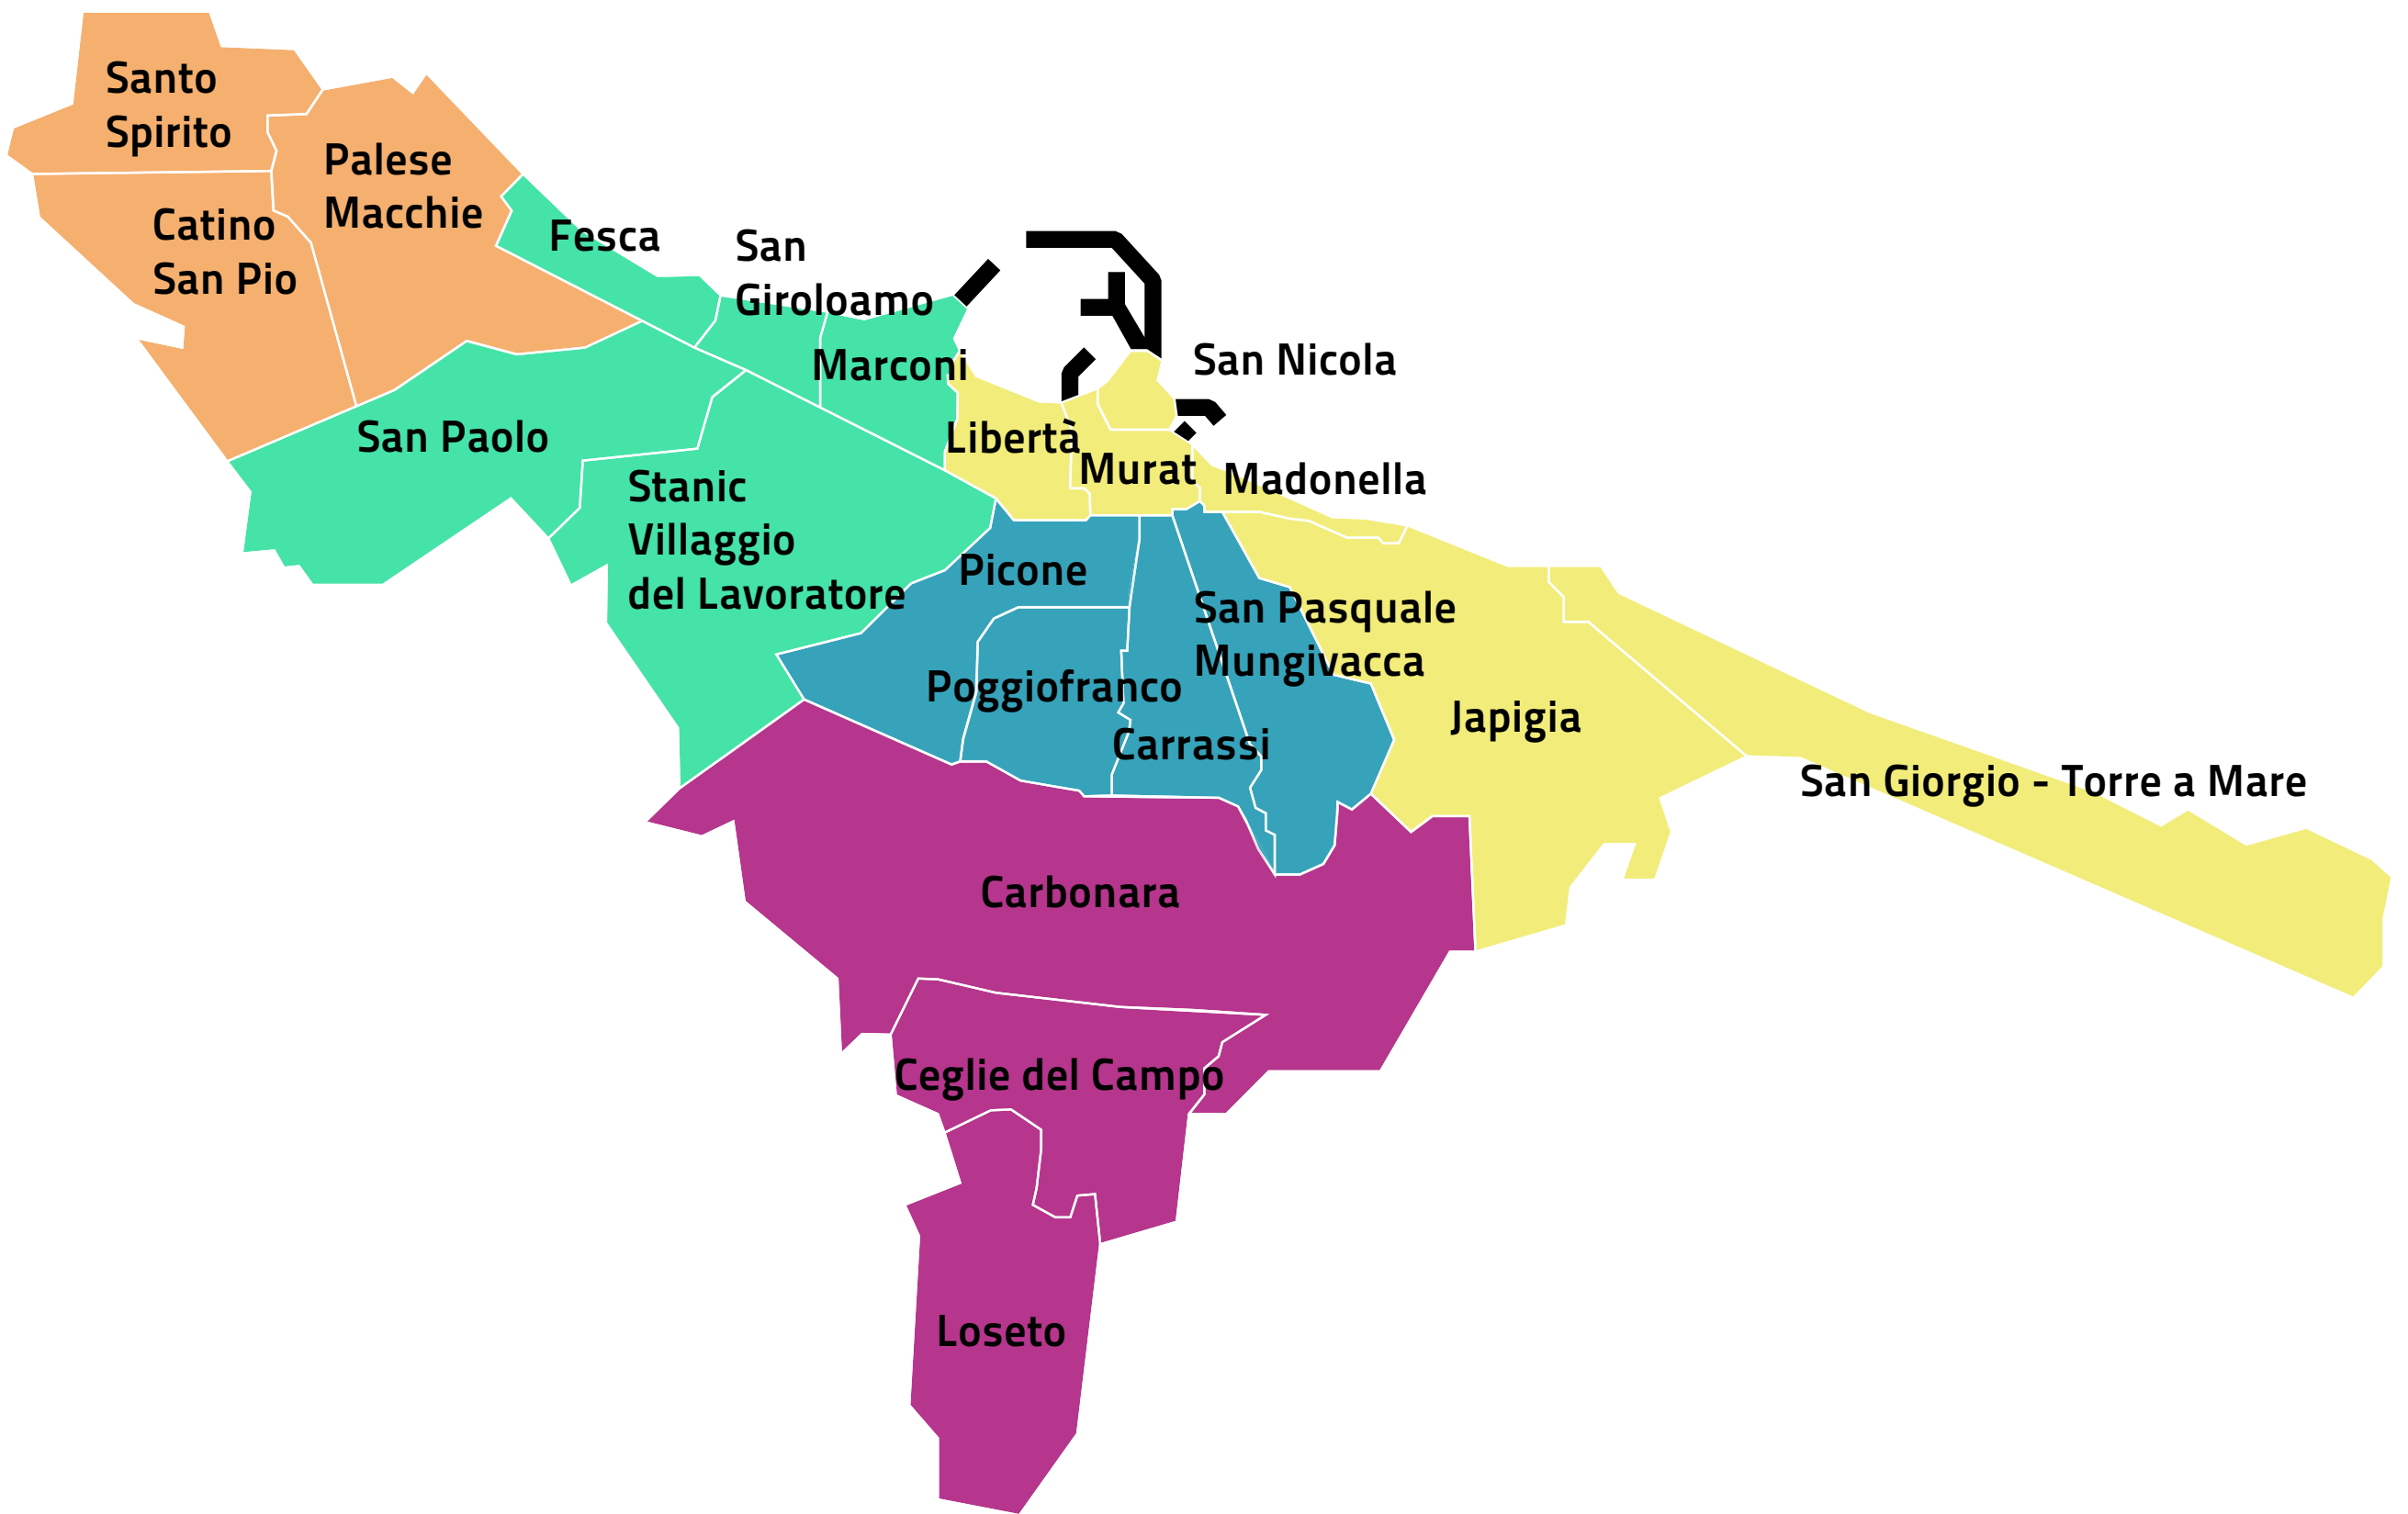 Santo
Spirito
Palese
Macchie
Catino
San Pio
Fesca
San
Giroloamo
Marconi
San Nicola
San Paolo
Libertà
Murat
Madonella
Stanic
Villaggio
del Lavoratore
Picone
San Pasquale
Mungivacca
Poggiofranco
Carrassi
Japigia
San Giorgio - Torre a Mare
Carbonara
Ceglie del Campo
Loseto